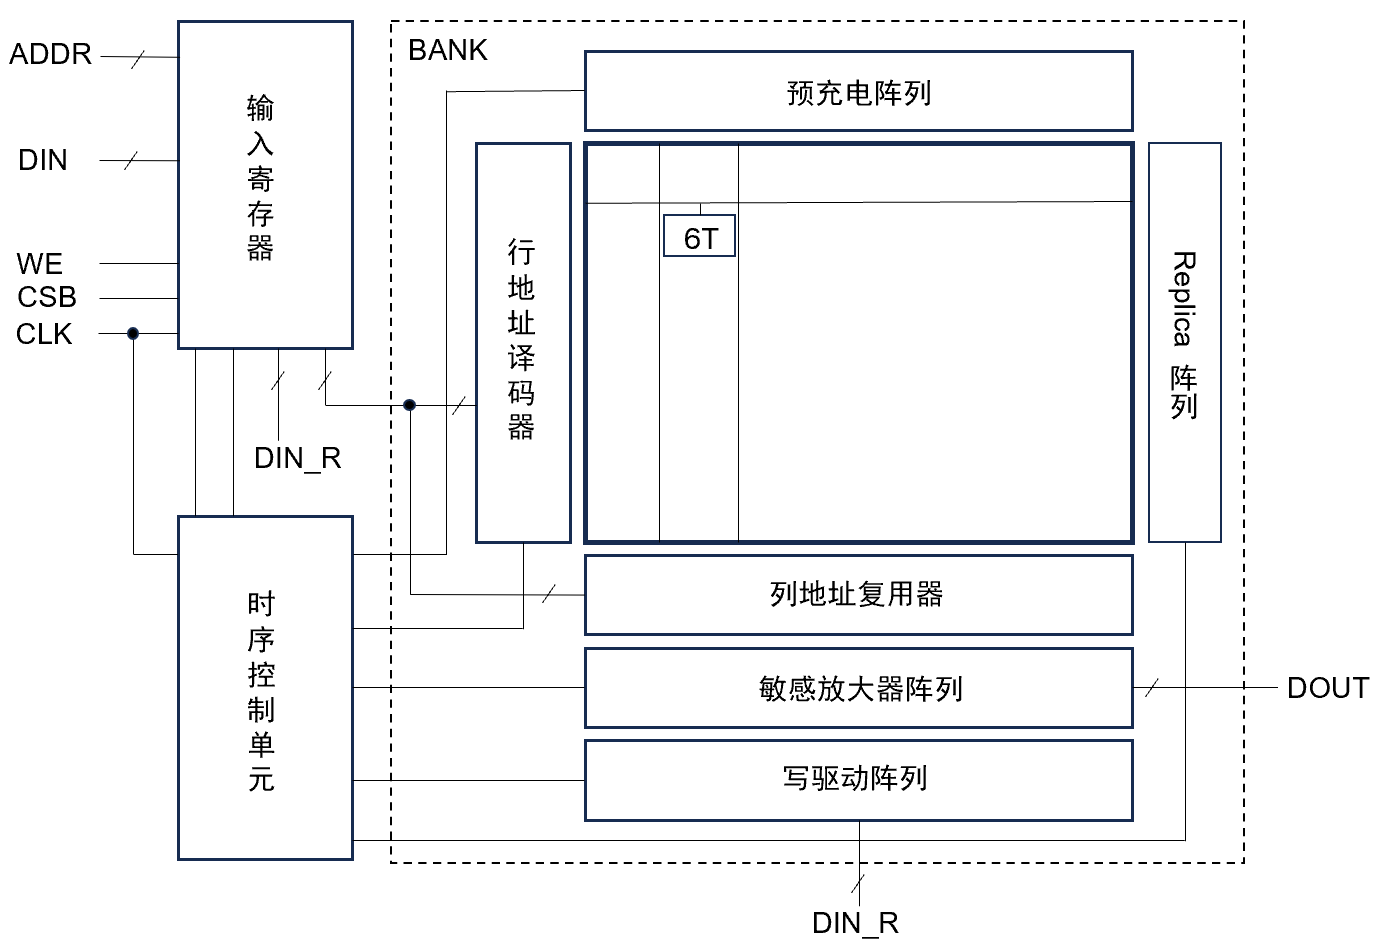 ADDR
DIN
WE
CSB
CLK
输入寄存器
DIN_R
时序控制单元
BANK
预充电阵列
行地址译码器
6T
Replica 阵列
列地址复用器
敏感放大器阵列
DOUT
写驱动阵列
DIN_R